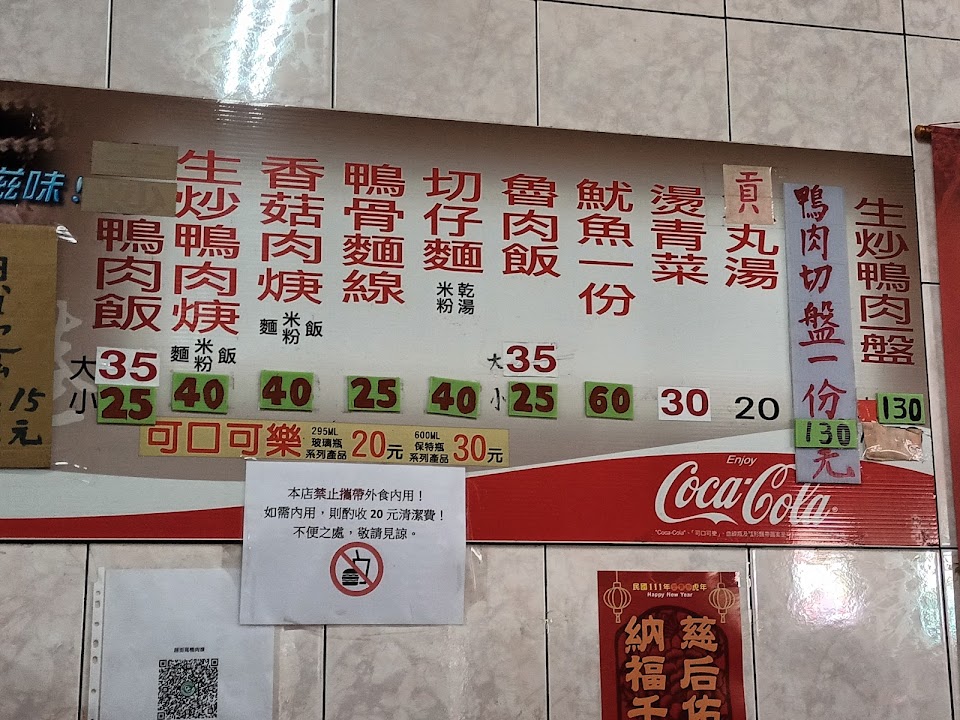 滋味!
15
元
鴨肉飯
大 35
小 25
生炒鴨肉焿
麵 米粉 飯
40
香菇肉焿
麵 米粉 飯
40
鴨骨麵線
25
切仔麵
米粉 乾湯
40
魯肉飯
大 35
小 25
魷魚一份
60
燙青菜
30
貢丸湯
20
鴨肉切盤一份
130
元
生炒鴨肉一盤
130
可口可樂
295ML
玻璃瓶
系列產品
20元
600ML
保特瓶
系列產品
30元
Enjoy
Coca-Cola
本店禁止攜帶外食內用!
如需內用,則酌收 20 元清潔費!
不便之處,敬請見諒。
民國111年
虎年
Happy New Year
慈后佑
納福千